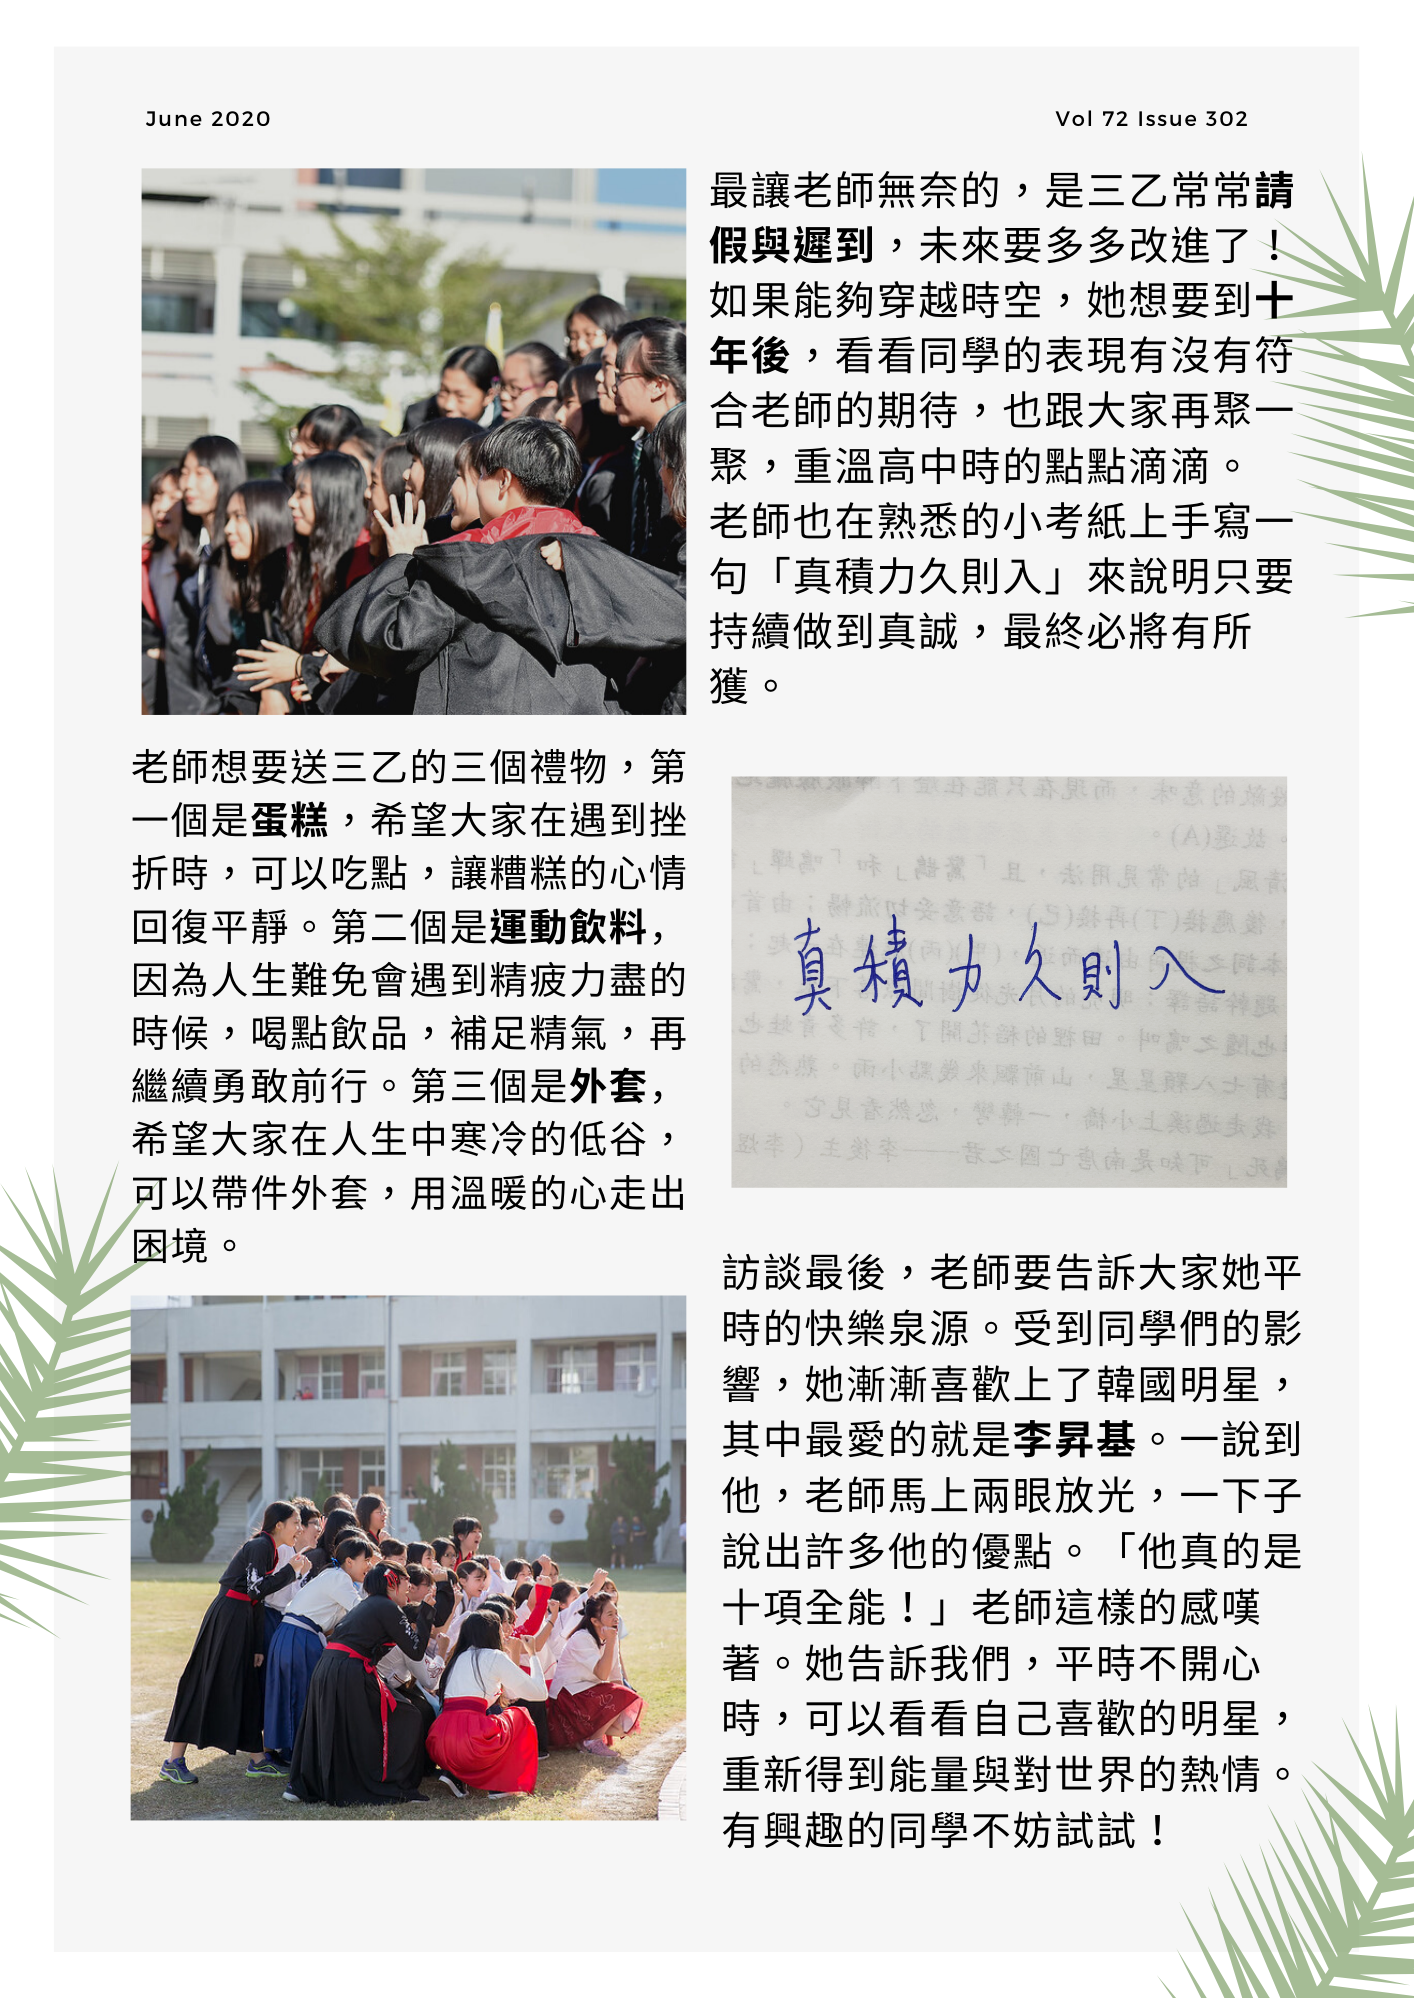 June 2020
Vol 72 Issue 302
老師想要送三乙的三個禮物，第
一個是蛋糕，希望大家在遇到挫
折時，可以吃點，讓糟糕的心情
回復平靜。第二個是運動飲料，
因為人生難免會遇到精疲力盡的
時候，喝點飲品，補足精氣，再
繼續勇敢前行。第三個是外套，
希望大家在人生中寒冷的低谷，
可以帶件外套，用溫暖的心走出
困境。
最讓老師無奈的，是三乙常常請
假與遲到，未來要多多改進了！
如果能夠穿越時空，她想要到十
年後，看看同學的表現有沒有符
合老師的期待，也跟大家再聚一
聚，重溫高中時的點點滴滴。
老師也在熟悉的小考紙上手寫一
句「真積力久則入」來說明只要
持續做到真誠，最終必將有所
獲。
真積力久則入
訪談最後，老師要告訴大家她平
時的快樂泉源。受到同學們的影
響，她漸漸喜歡上了韓國明星，
其中最愛的就是李昇基。一說到
他，老師馬上兩眼放光，一下子
說出許多他的優點。「他真的是
十項全能！」老師這樣的感嘆
著。她告訴我們，平時不開心
時，可以看看自己喜歡的明星，
重新得到能量與對世界的熱情。
有興趣的同學不妨試試！